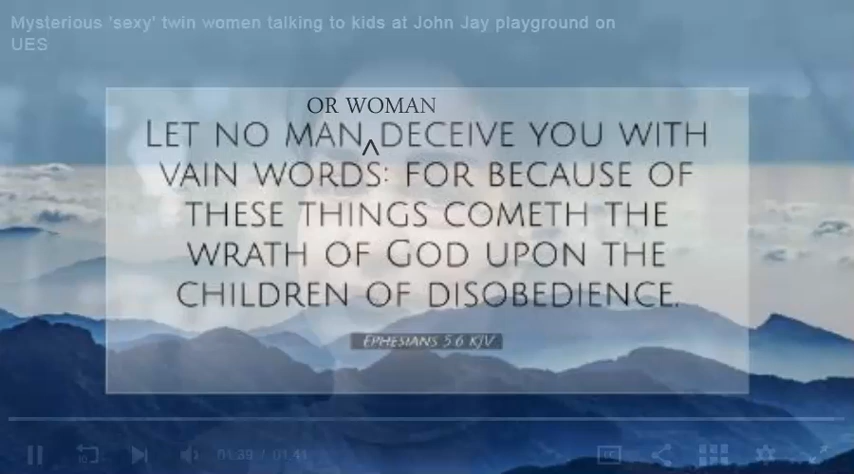 Mysterious 'sexy' twin women talking to kids at John Jay playground on
UES
OR WOMAN
LET NO MAN ^ DECEIVE YOU WITH
VAIN WORDS: FOR BECAUSE OF
THESE THINGS COMETH THE
WRATH OF GOD UPON THE
CHILDREN OF DISOBEDIENCE.
EPHESIANS 5:6 KJV
10 01:39 / 01:41 CC